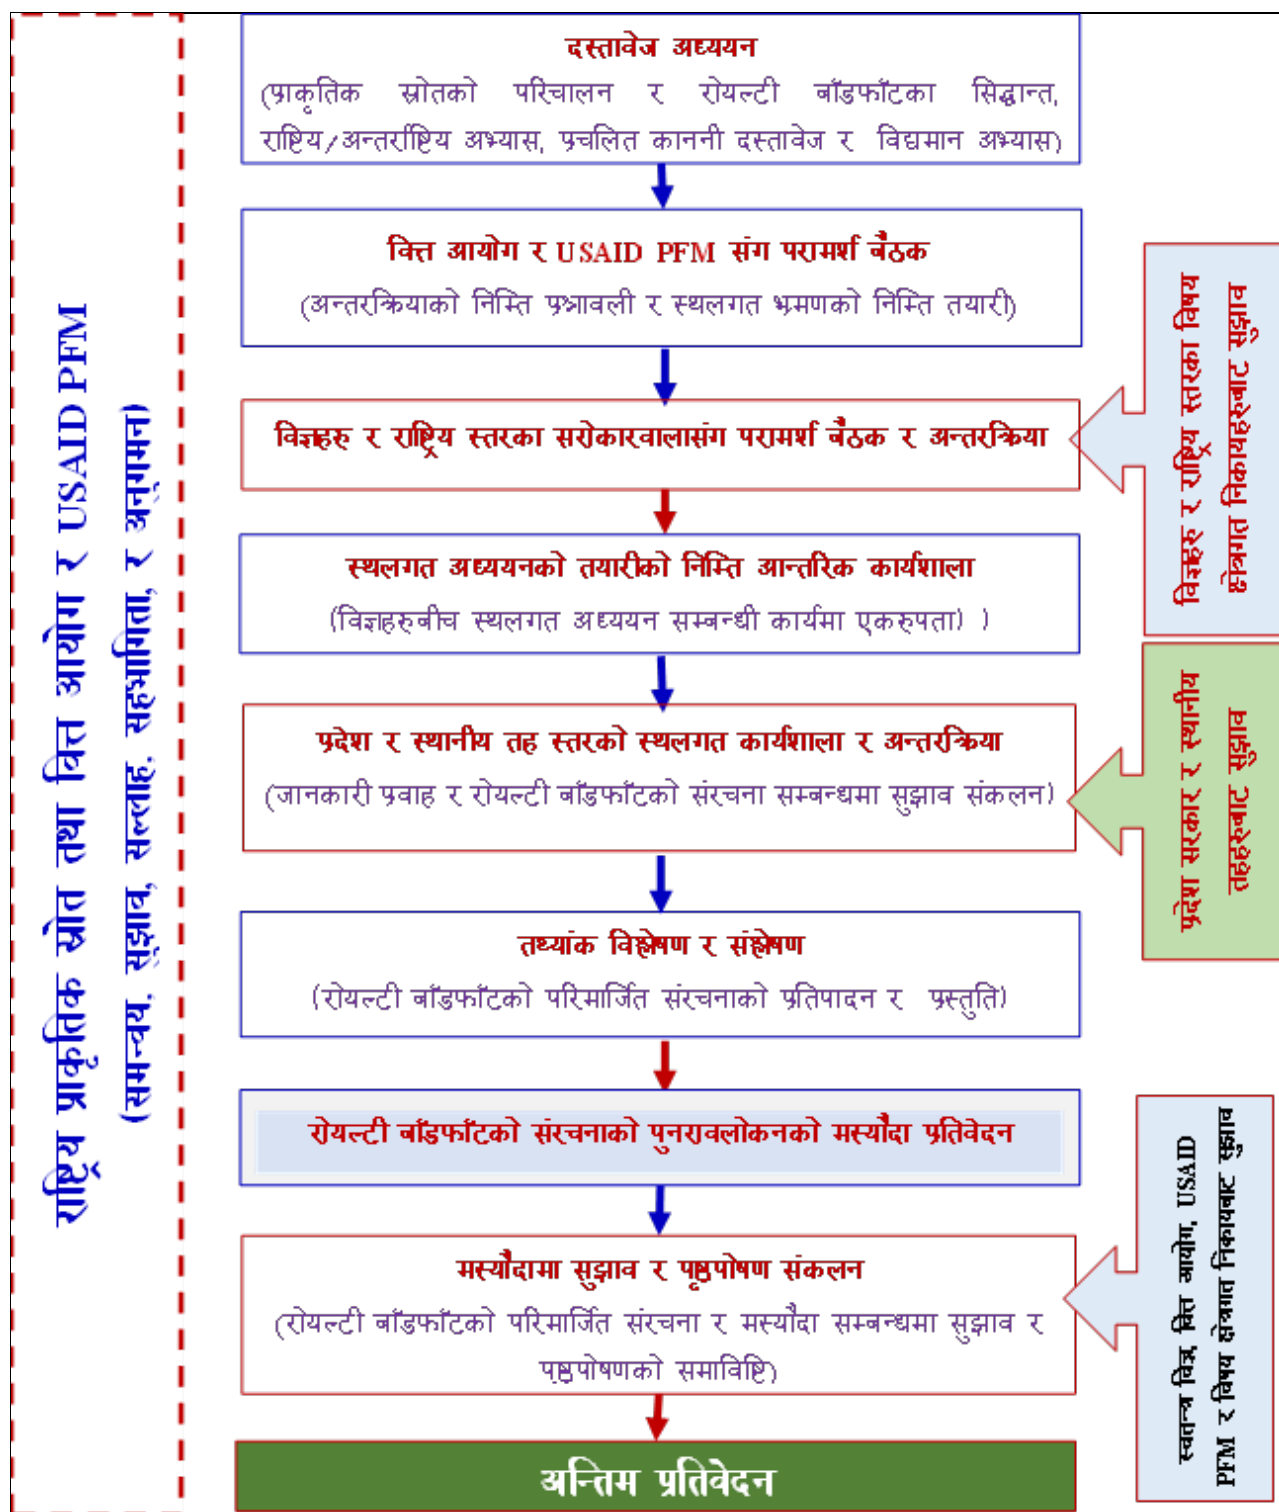 दस्तावेज अध्ययन
(प्राकृतिक स्रोतको परिचालन र रोयल्टी बाँडफाँटका सिद्धान्त,
राष्टिय/अन्तर्राष्टिय अभ्यास, प्रचलित काननी दस्तावेज र विद्यमान अभ्यास)
वित्त आयोग र USAID PFM संग परामर्श बैठक
(अन्तरक्रियाको निम्ति प्रश्नावली र स्थलगत भ्रमणको निम्ति तयारी)
विज्ञहरु र राष्ट्रिय स्तरका सरोकारवालासंग परामर्श बैठक र अन्तरक्रिया
स्थलगत अध्ययनको तयारीको निम्ति आन्तरिक कार्यशाला
(विज्ञहरुबीच स्थलगत अध्ययन सम्बन्धी कार्यमा एकरुपता) )
प्रदेश र स्थानीय तह स्तरको स्थलगत कार्यशाला र अन्तरक्रिया
(जानकारी प्रवाह र रोयल्टी बाँडफाँटको संरचना सम्बन्धमा सुझाव संकलन)
तथ्यांक विश्लेषण र संश्लेषण
(रोयल्टी बाँडफाँटको परिमार्जित संरचनाको प्रतिपादन र प्रस्तुति)
रोयल्टी बाँडफाँटको संरचनाको पुनरावलोकनको मस्यौदा प्रतिवेदन
मस्यौदामा सुझाव र पृष्ठपोषण संकलन
(रोयल्टी बाँडफाँटको परिमार्जित संरचना र मस्यौदा सम्बन्धमा सुझाव र
पृष्ठपोषणको समाविष्टि)
अन्तिम प्रतिवेदन
राष्ट्रिय प्राकृतिक स्रोत तथा वित्त आयोग र USAID PFM
(समन्वय, सुझाव, सल्लाह, सहभागिता, र अनुगमन)
विज्ञहरु र राष्ट्रिय स्तरका विषय
क्षेत्रगत निकायहरुबाट सुझाव
प्रदेश सरकार र स्थानीय
तहहरुबाट सुझाव
स्वतन्त्र विज्ञ, वित्त आयोग, USAID
PFM र विषय क्षेत्रगत निकायबाट सुझाव